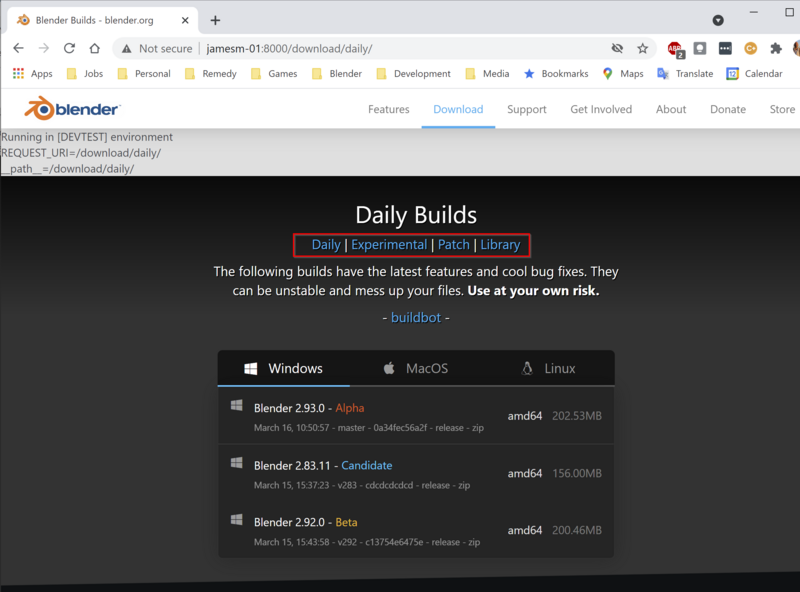 Blender Builds - blender.org
Not secure | jamesm-01:8000/download/daily/
ABP 2
Apps Jobs Personal Remedy Games Blender Development Media Bookmarks Maps Translate Calendar
blender
Features Download Support Get Involved About Donate Store
Running in [DEVTEST] environment
REQUEST_URI=/download/daily/
__path__=/download/daily/
Daily Builds
Daily | Experimental | Patch | Library
The following builds have the latest features and cool bug fixes. They
can be unstable and mess up your files. Use at your own risk.
- buildbot -
Windows MacOS Linux
Blender 2.93.0 - Alpha
amd64 202.53MB
March 16, 10:50:57 - master - 0a34fec56a2f - release - zip
Blender 2.83.11 - Candidate
amd64 156.00MB
March 15, 15:37:23 - v283 - cdcdcdcdcd - release - zip
Blender 2.92.0 - Beta
amd64 200.46MB
March 15, 15:43:58 - v292 - c13754e6475e - release - zip